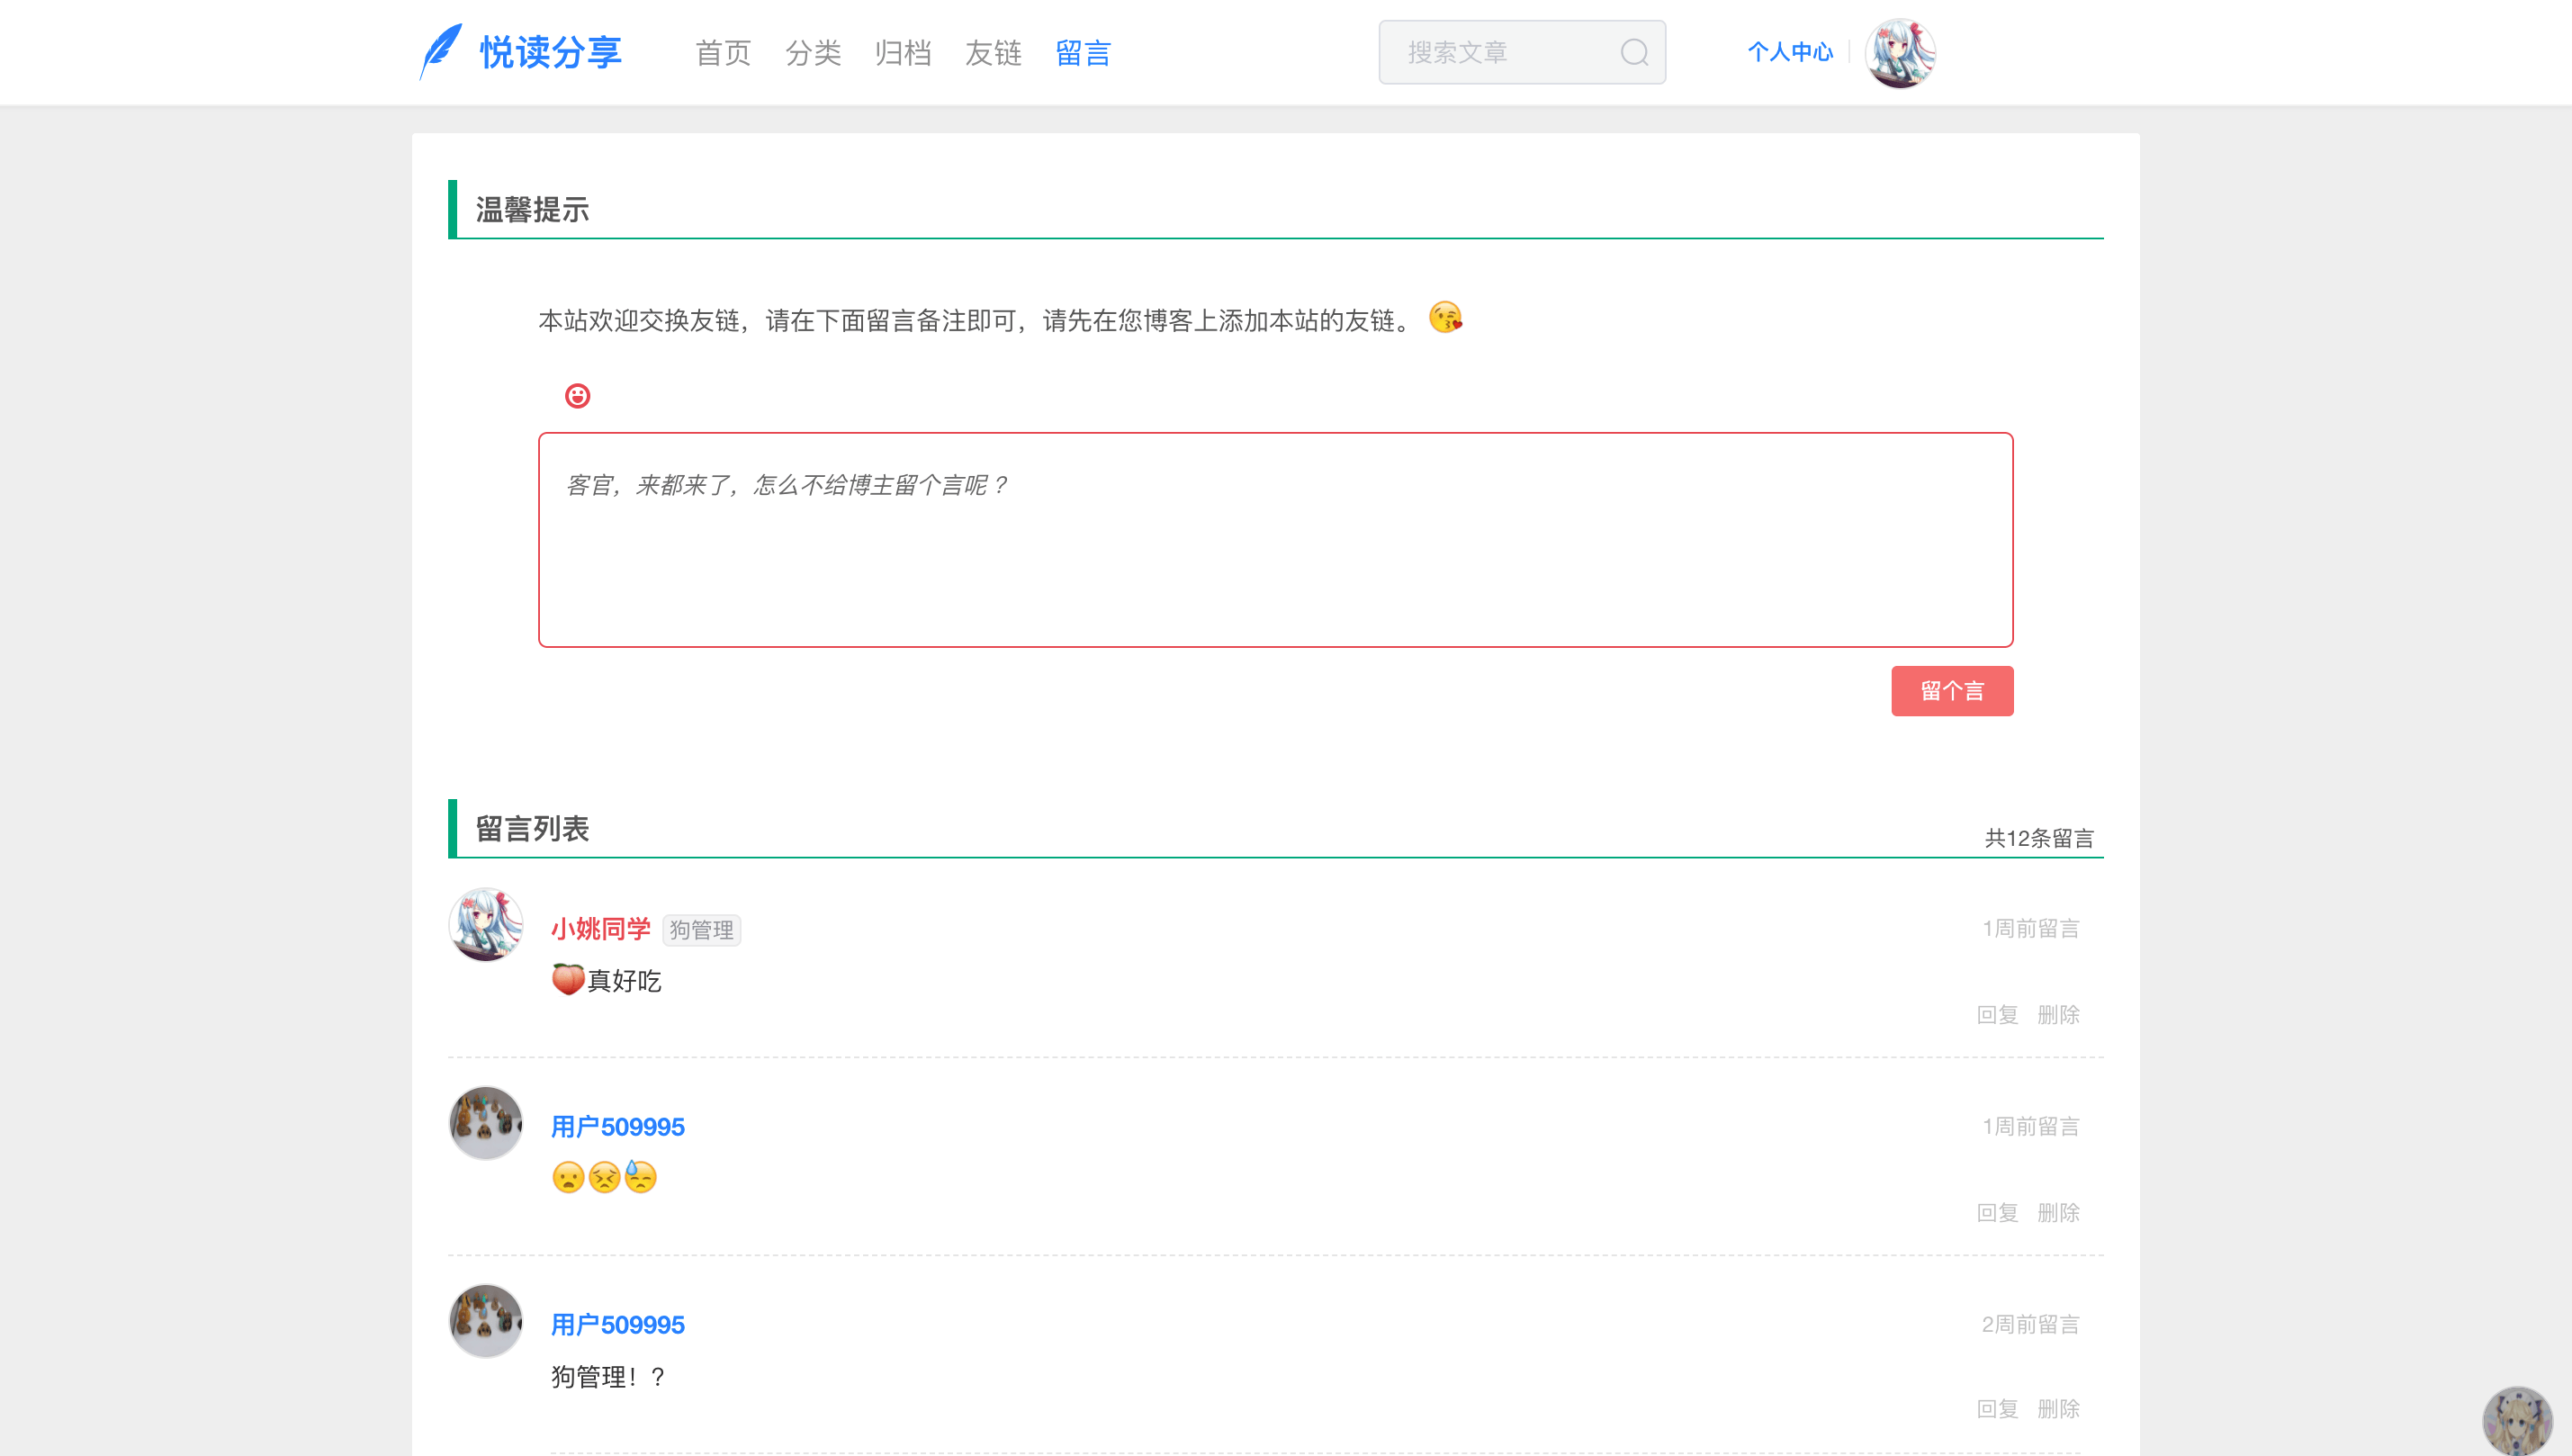 悦读分享 首页 分类 归档 友链 留言 搜索文章 个人中心
温馨提示
本站欢迎交换友链，请在下面留言备注即可，请先在您博客上添加本站的友链。😘
客官，来都来了，怎么不给博主留个言呢？
留个言
留言列表 共12条留言
小姚同学 狗管理 1周前留言
🍑真好吃
回复 删除
用户509995 1周前留言
😦😣😓
回复 删除
用户509995 2周前留言
狗管理！？
回复 删除